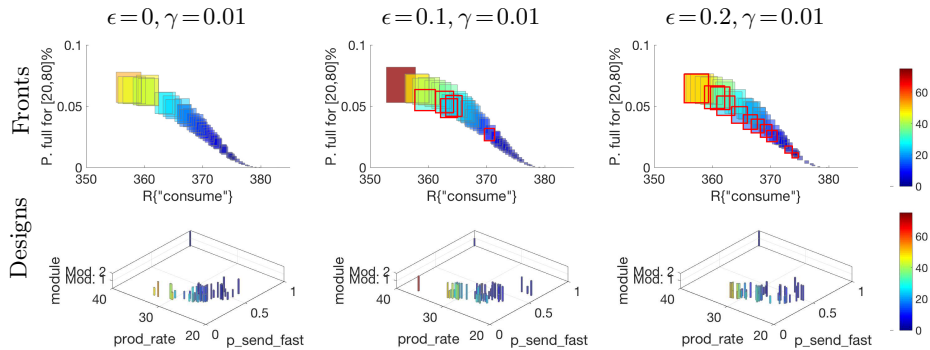 ϵ=0, γ=0.01
ϵ=0.1, γ=0.01
ϵ=0.2, γ=0.01
Fronts
P. full for [20,80]%
0.1
0.05
0
350 360 370 380
R{"consume"}
P. full for [20,80]%
0.1
0.05
0
350 360 370 380
R{"consume"}
P. full for [20,80]%
0.1
0.05
0
350 360 370 380
R{"consume"}
60
40
20
0
Designs
module
Mod. 2
Mod. 1
40
30
20
prod_rate
0
0.5
1
p_send_fast
module
Mod. 2
Mod. 1
40
30
20
prod_rate
0
0.5
1
p_send_fast
module
Mod. 2
Mod. 1
40
30
20
prod_rate
0
0.5
1
p_send_fast
60
40
20
0